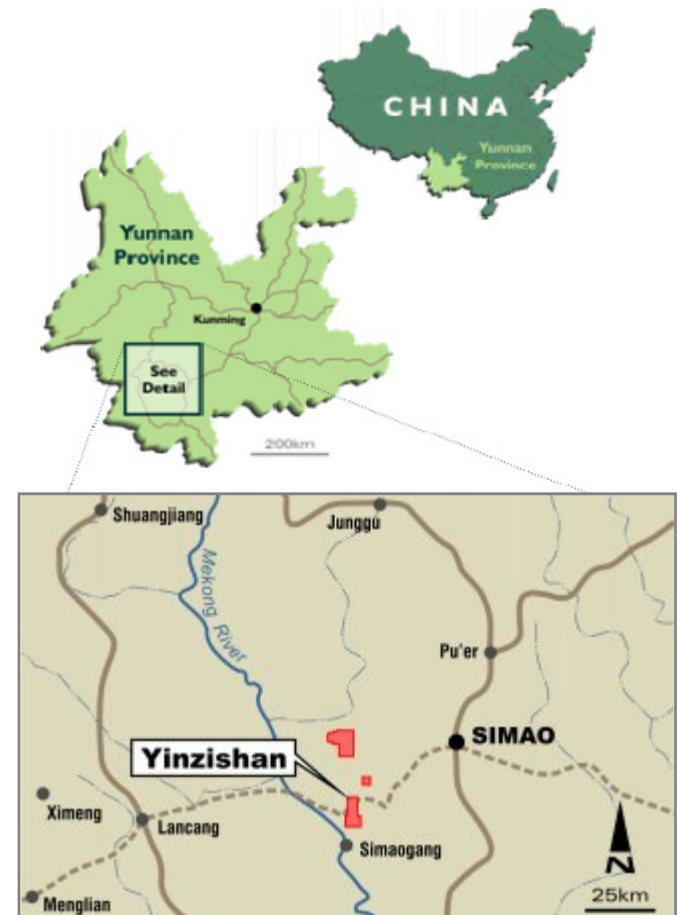 CHINA
Yunnan
Province
Yunnan
Province
Kunming
See
Detail
200km
Shuangjiang
Junggu
Mekong River
Pu'er
SIMAO
Yinzishan
Ximeng
Lancang
Simaogang
N
25km
Menglian